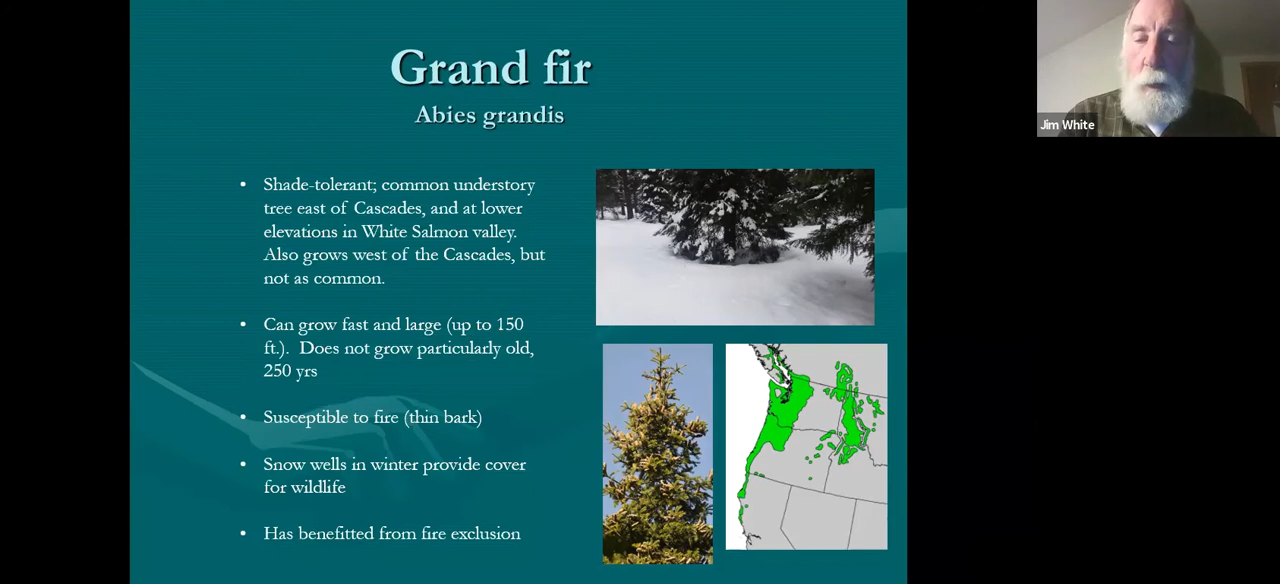 Grand fir
Abies grandis
• Shade-tolerant; common understory
tree east of Cascades, and at lower
elevations in White Salmon valley.
Also grows west of the Cascades, but
not as common.
• Can grow fast and large (up to 150
ft.). Does not grow particularly old,
250 yrs
• Susceptible to fire (thin bark)
• Snow wells in winter provide cover
for wildlife
• Has benefitted from fire exclusion
Jim White